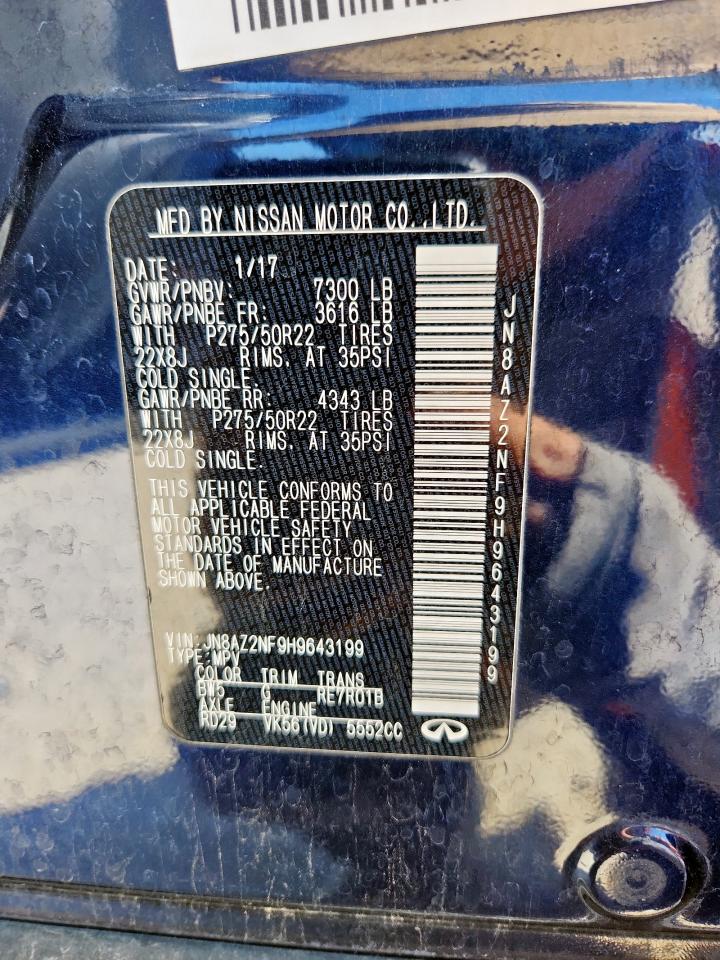 MFD BY NISSAN MOTOR CO.,LTD.
DATE: 1/17
GVWR/PNBV: 7300 LB
GAWR/PNBE FR: 3616 LB
WITH P275/50R22 TIRES
22X8J RIMS, AT 35PSI
COLD SINGLE.
GAWR/PNBE RR: 4343 LB
WITH P275/50R22 TIRES
22X8J RIMS, AT 35PSI
COLD SINGLE.
THIS VEHICLE CONFORMS TO
ALL APPLICABLE FEDERAL
MOTOR VEHICLE SAFETY
STANDARDS IN EFFECT ON
THE DATE OF MANUFACTURE
SHOWN ABOVE.
VIN:JN8AZ2NF9H9643199
TYPE:MPV
COLOR TRIM TRANS
BW5 G RE7R01B
AXLE ENGINE
RD29 VK56(VD) 5552CC
JN8AZ2NF9H9643199